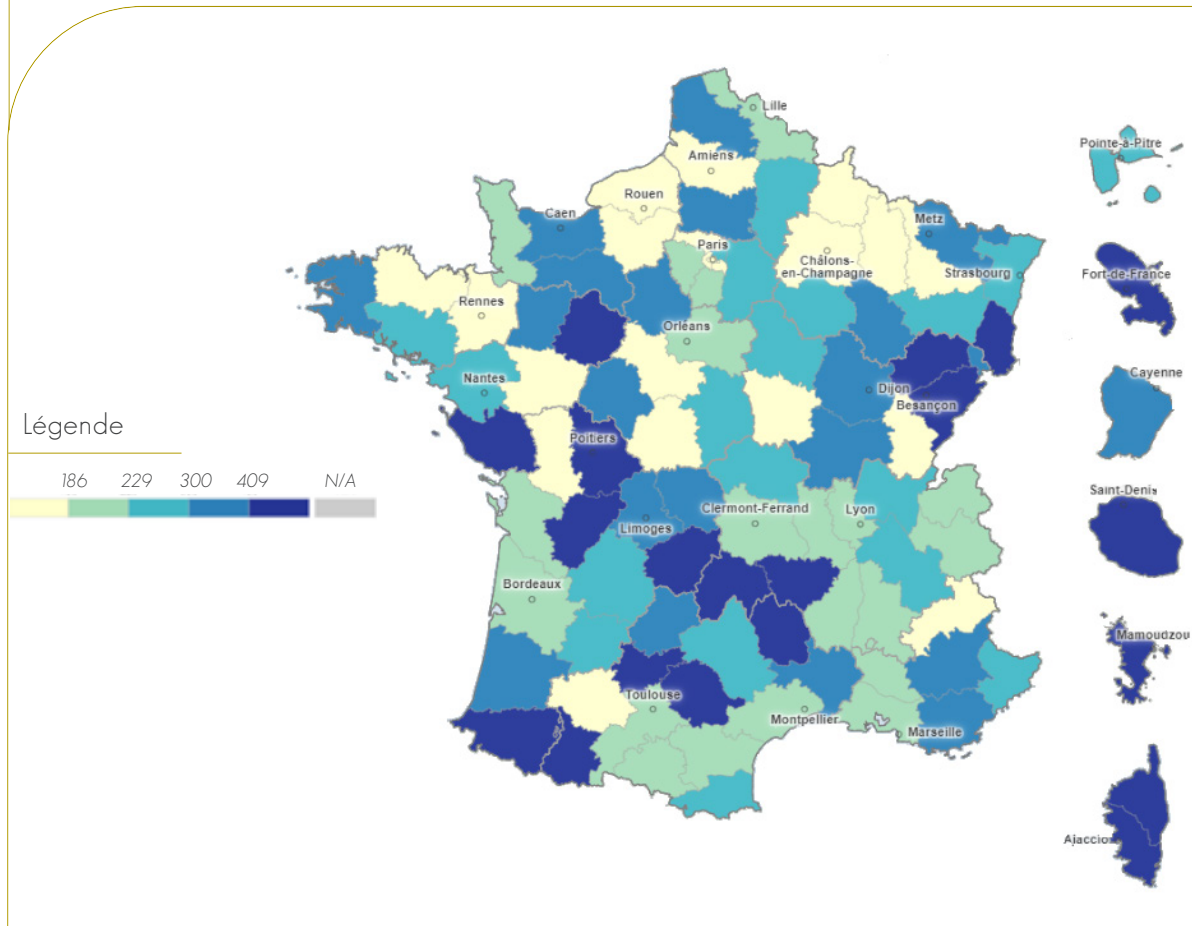 Lille
Pointe-à-Pitre
Amiens
Rouen
Caen
Metz
Paris
Châlons-
en-Champagne
Strasbourg
Fort-de-France
Rennes
Orléans
Nantes
Dijon
Besançon
Cayenne
Légende
Poitiers
186 229 300 409 N/A
Saint-Denis
Clermont-Ferrand
Lyon
Limoges
Bordeaux
Mamoudzou
Toulouse
Montpellier
Marseille
Ajaccio